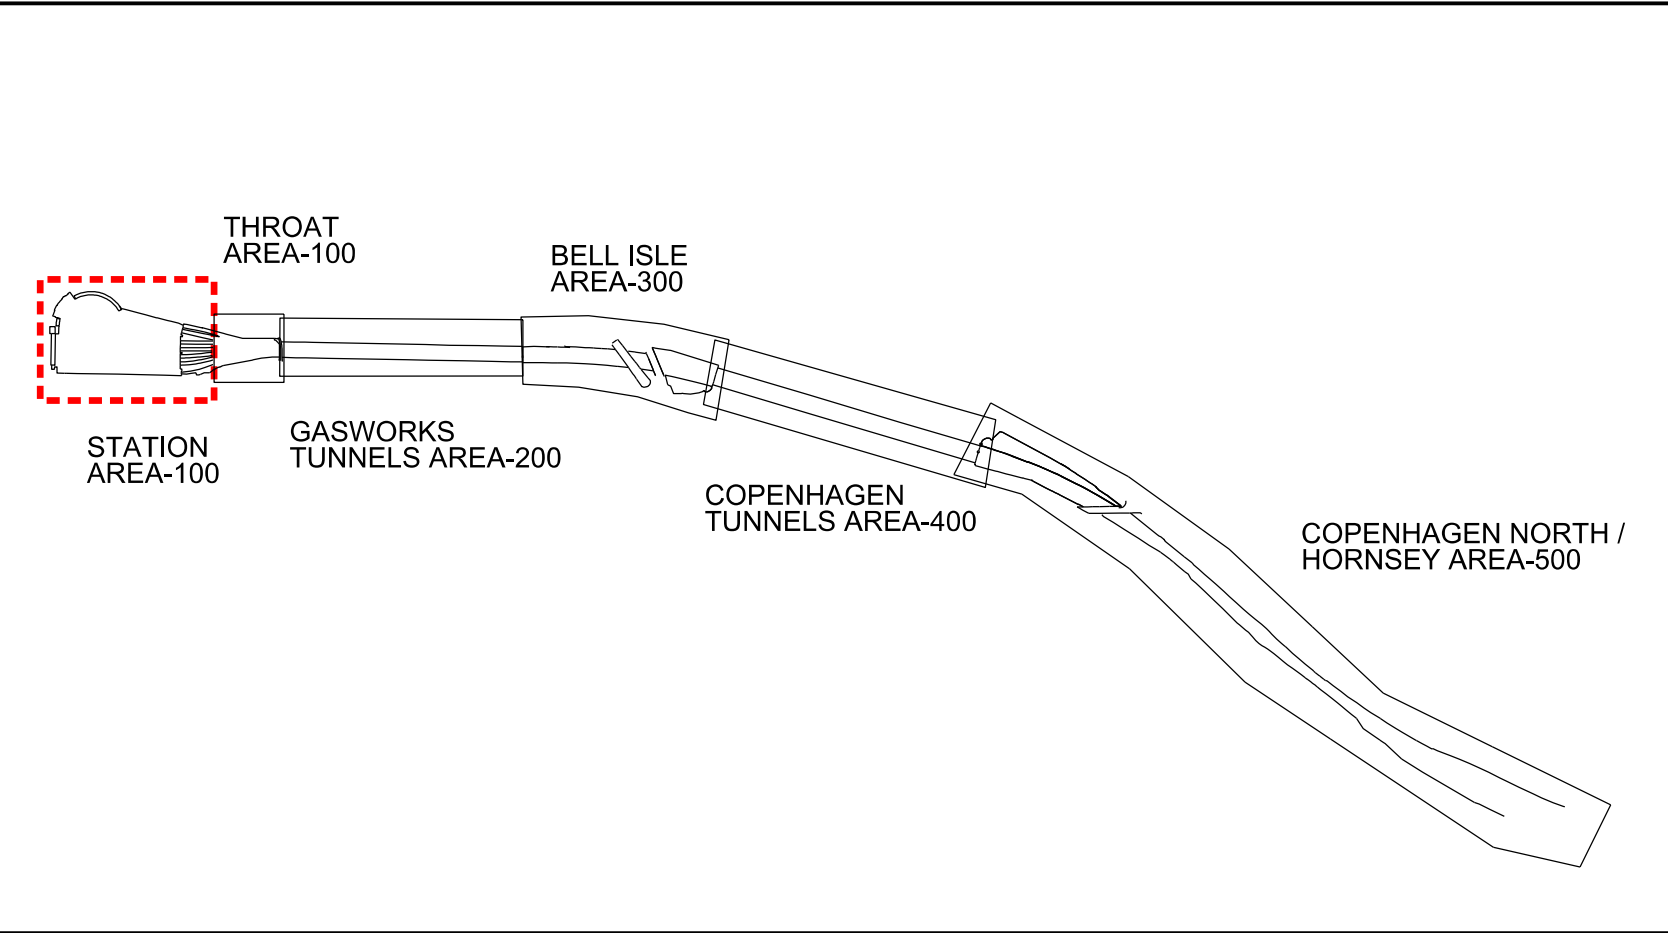 THROAT
AREA-100
BELL ISLE
AREA-300
STATION
AREA-100
GASWORKS
TUNNELS AREA-200
COPENHAGEN
TUNNELS AREA-400
COPENHAGEN NORTH /
HORNSEY AREA-500